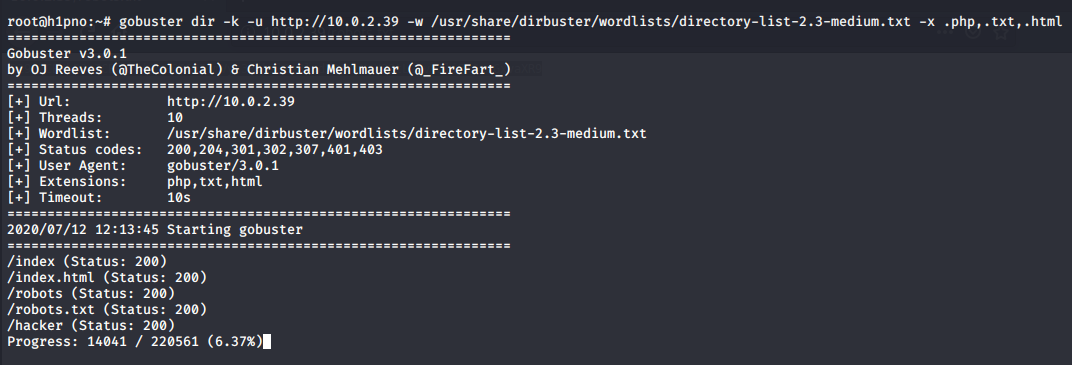 root@h1pno:~# gobuster dir -k -u http://10.0.2.39 -w /usr/share/dirbuster/wordlists/directory-list-2.3-medium.txt -x .php,.txt,.html
===============================================================
Gobuster v3.0.1
by OJ Reeves (@TheColonial) & Christian Mehlmauer (@_FireFart_)
===============================================================
[+] Url:            http://10.0.2.39
[+] Threads:        10
[+] Wordlist:       /usr/share/dirbuster/wordlists/directory-list-2.3-medium.txt
[+] Status codes:   200,204,301,302,307,401,403
[+] User Agent:     gobuster/3.0.1
[+] Extensions:     php,txt,html
[+] Timeout:        10s
===============================================================
2020/07/12 12:13:45 Starting gobuster
===============================================================
/index (Status: 200)
/index.html (Status: 200)
/robots (Status: 200)
/robots.txt (Status: 200)
/hacker (Status: 200)
Progress: 14041 / 220561 (6.37%)